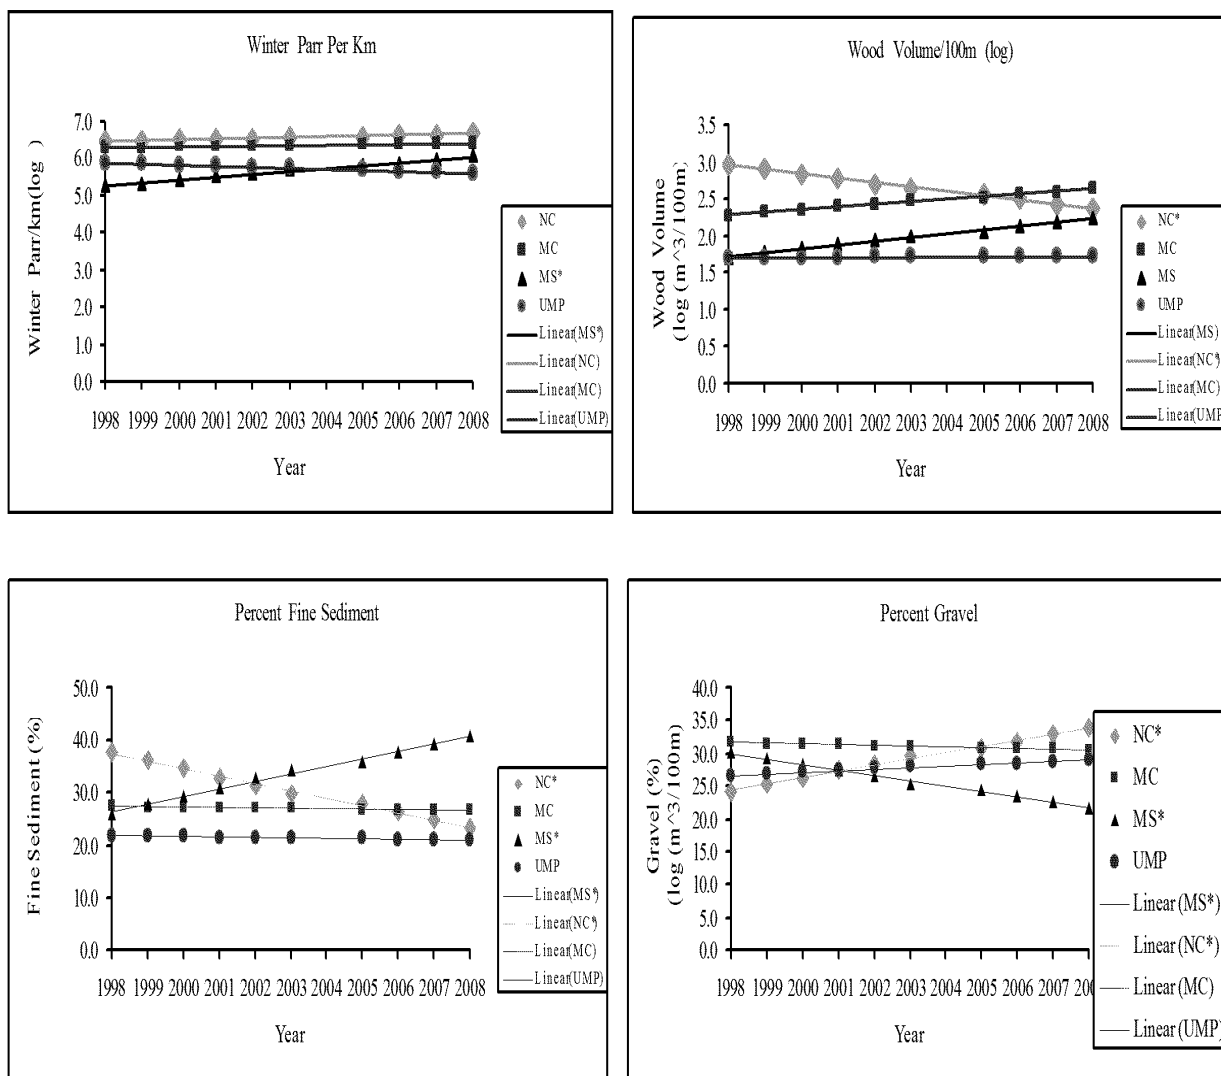 Winter Parr Per Km
Winter Parr/km(log )
7.0
6.0
5.0
4.0
3.0
2.0
1.0
0.0
1998 1999 2000 2001 2002 2003 2005 2006 2007 2008
Year
NC
MC
MS*
UMP
Linear(MS*)
Linear(NC)
Linear(MC)
Linear(UMP)
Wood Volume/100m (log)
Wood Volume
(log (m^3/100m)
3.5
3.0
2.5
2.0
1.5
1.0
0.5
0.0
1998 1999 2000 2001 2002 2003 2005 2006 2007 2008
Year
NC*
MC
MS
UMP
Linear(MS)
Linear(NC*)
Linear(MC)
Linear(UMP
Percent Fine Sediment
Fine Sediment (%)
50.0
40.0
30.0
20.0
10.0
0.0
1998 1999 2000 2001 2002 2003 2005 2006 2007 2008
Year
NC*
MC
MS*
UMP
Linear(MS*)
Linear(NC*)
Linear(MC)
Linear(UMP)
Percent Gravel
Gravel (%)
(log (m^3/100m)
40.0
35.0
30.0
25.0
20.0
15.0
10.0
5.0
0.0
1998 1999 2000 2001 2002 2003 2005 2006 2007 200
Year
NC*
MC
MS*
UMP
Linear (MS*)
Linear (NC*)
Linear (MC)
Linear (UMP)